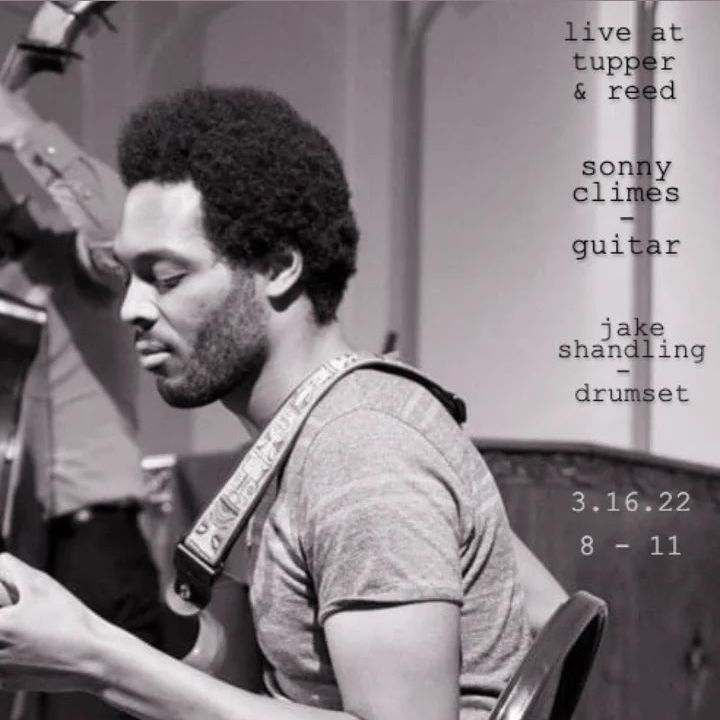 live at
tupper
& reed
sonny
climes
-
guitar
jake
shandling
-
drumset
3.16.22
8 - 11